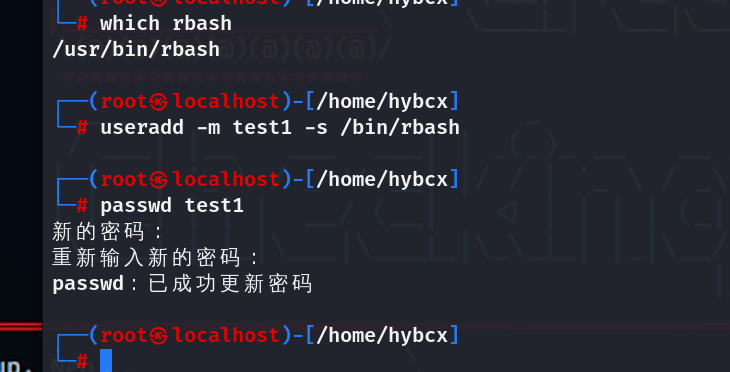 └─# which rbash
/usr/bin/rbash
┌──(root㉿localhost)-[/home/hybcx]
└─# useradd -m test1 -s /bin/rbash
┌──(root㉿localhost)-[/home/hybcx]
└─# passwd test1
新的密码：
重新输入新的密码：
passwd：已成功更新密码
┌──(root㉿localhost)-[/home/hybcx]
└─#